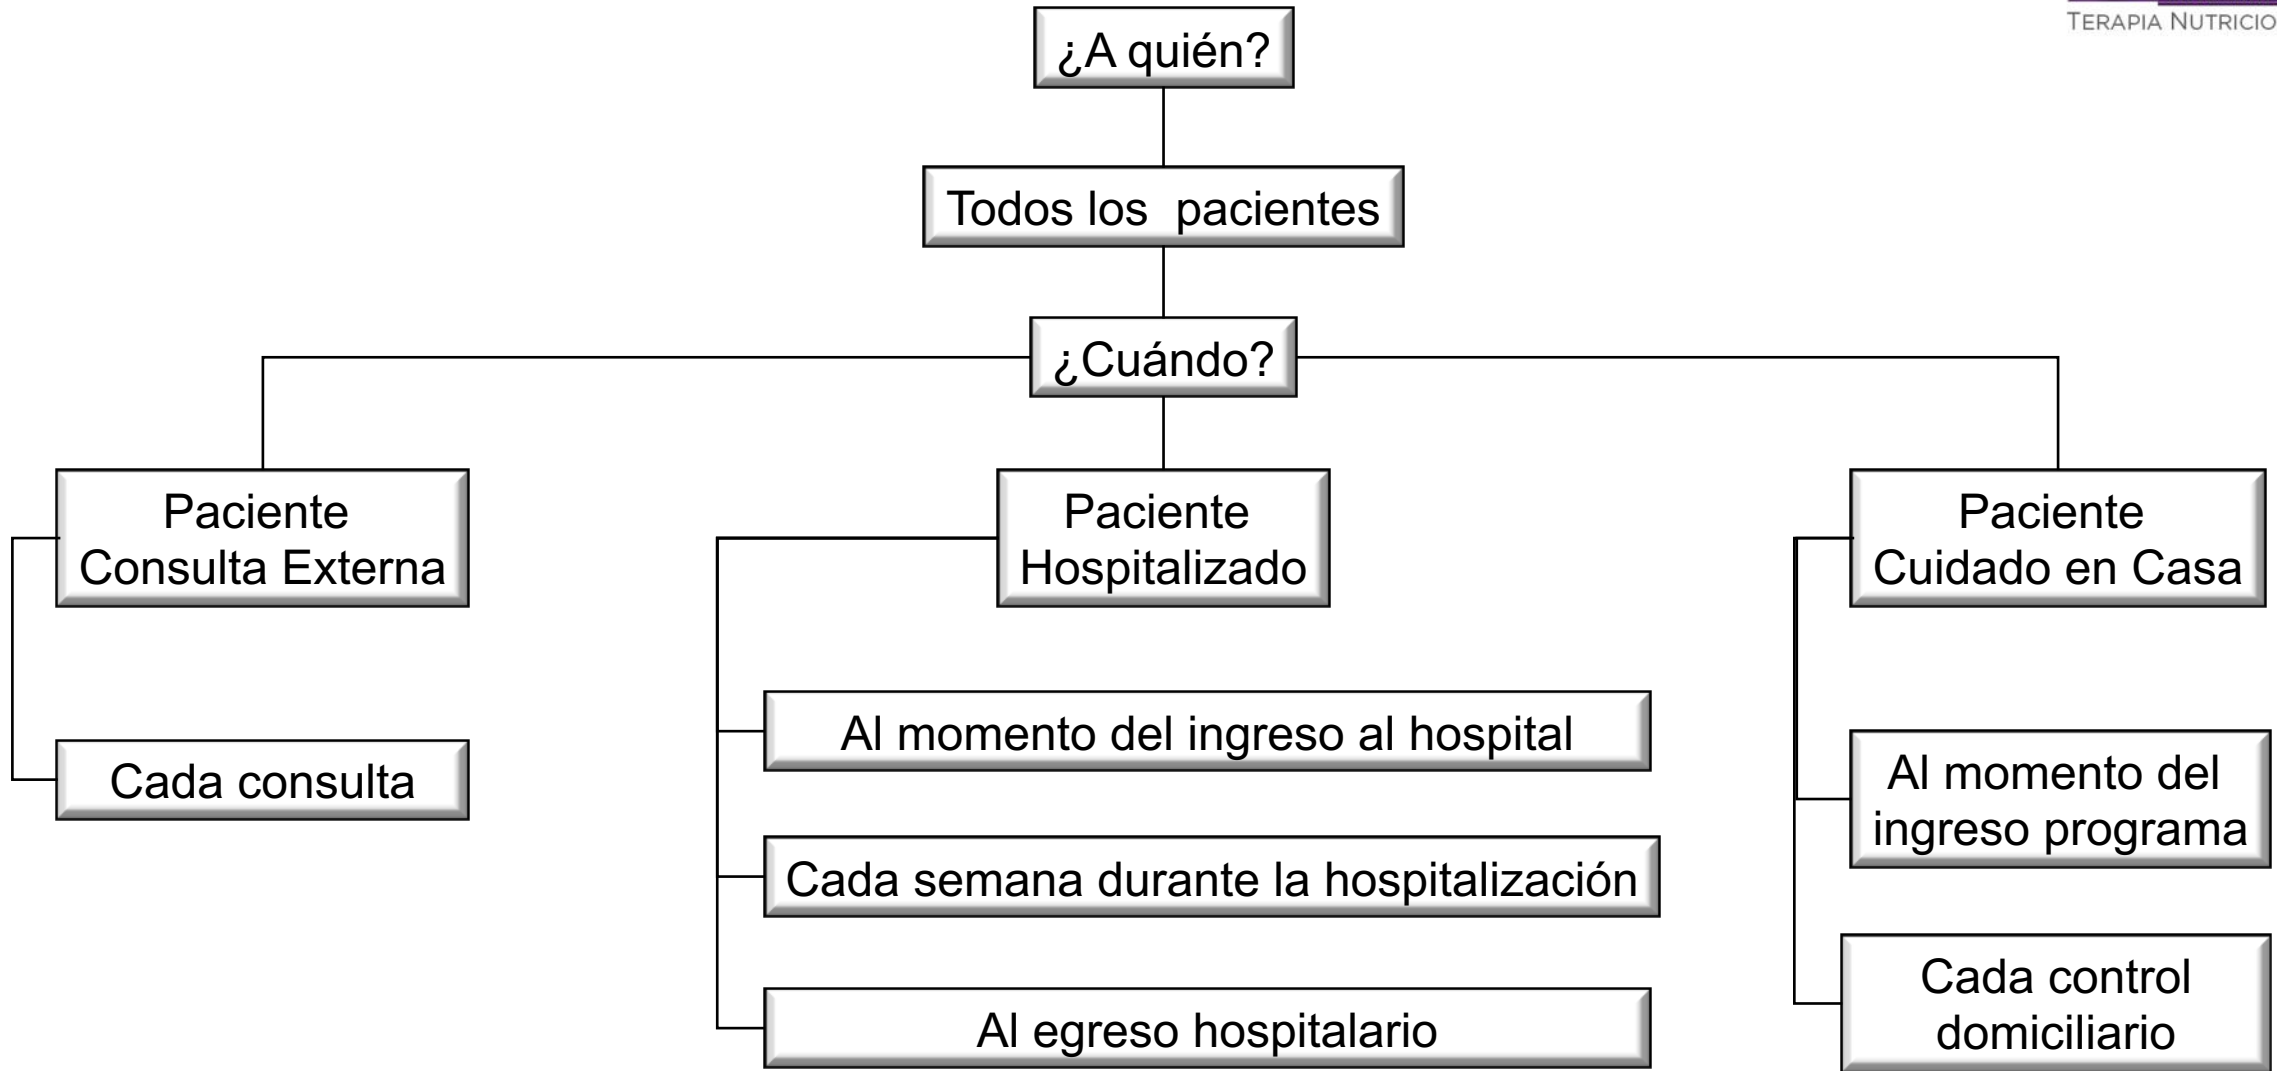 TERAPIA NUTRICIO
¿A quién?
Todos los pacientes
¿Cuándo?
Paciente
Consulta Externa
Cada consulta
Paciente
Hospitalizado
Al momento del ingreso al hospital
Cada semana durante la hospitalización
Al egreso hospitalario
Paciente
Cuidado en Casa
Al momento del
ingreso programa
Cada control
domiciliario